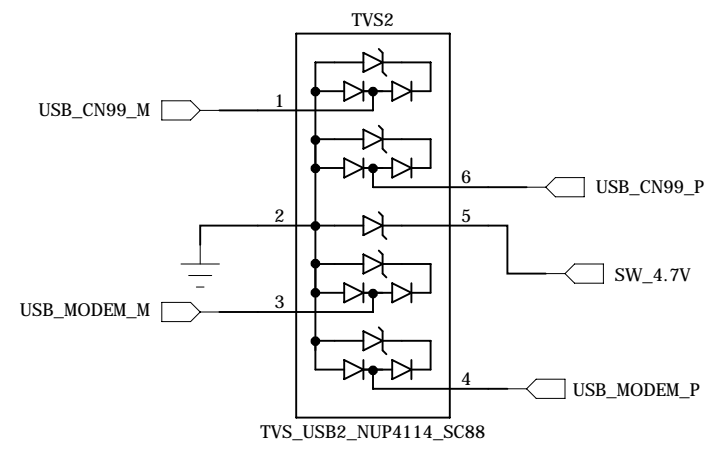 TVS2
USB_CN99_M
1
6
USB_CN99_P
2
5
SW_4.7V
USB_MODEM_M
3
4
USB_MODEM_P
TVS_USB2_NUP4114_SC88